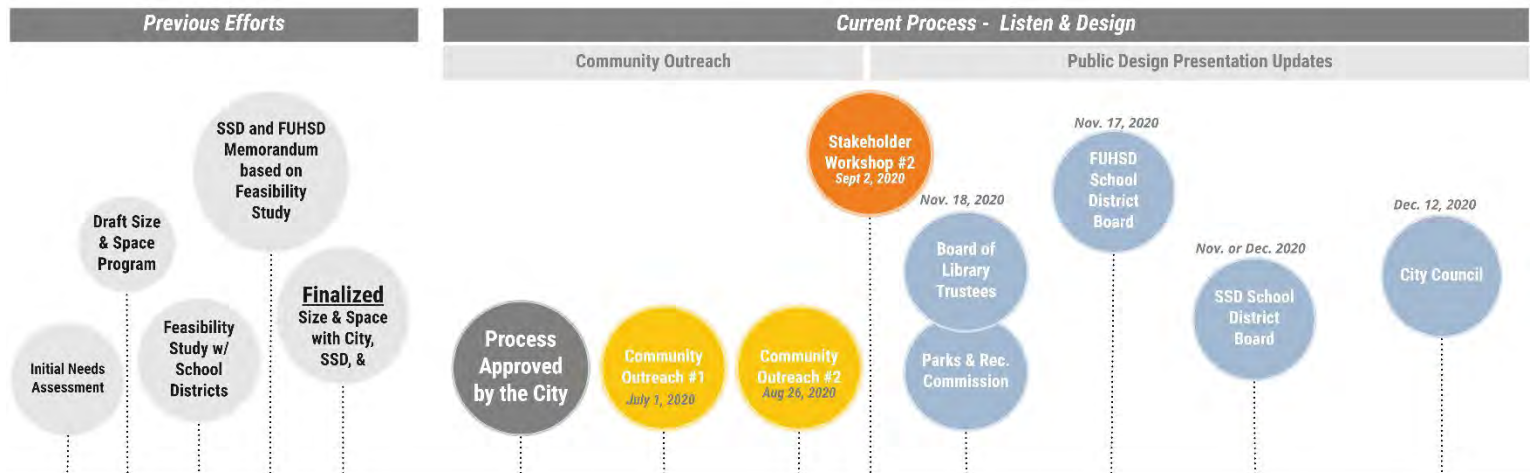 Previous Efforts
Current Process - Listen & Design
Community Outreach
Public Design Presentation Updates
Initial Needs
Assessment
Draft Size
& Space
Program
Feasibility
Study w/
School
Districts
SSD and FUHSD
Memorandum
based on
Feasibility
Study
Finalized
Size & Space
with City,
SSD, &
Process
Approved
by the City
Community
Outreach #1
July 1, 2020
Community
Outreach #2
Aug 26, 2020
Stakeholder
Workshop #2
Sept 2, 2020
Nov. 18, 2020
Board of
Library
Trustees
Parks & Rec.
Commission
Nov. 17, 2020
FUHSD
School
District
Board
Nov. or Dec. 2020
SSD School
District
Board
Dec. 12, 2020
City Council